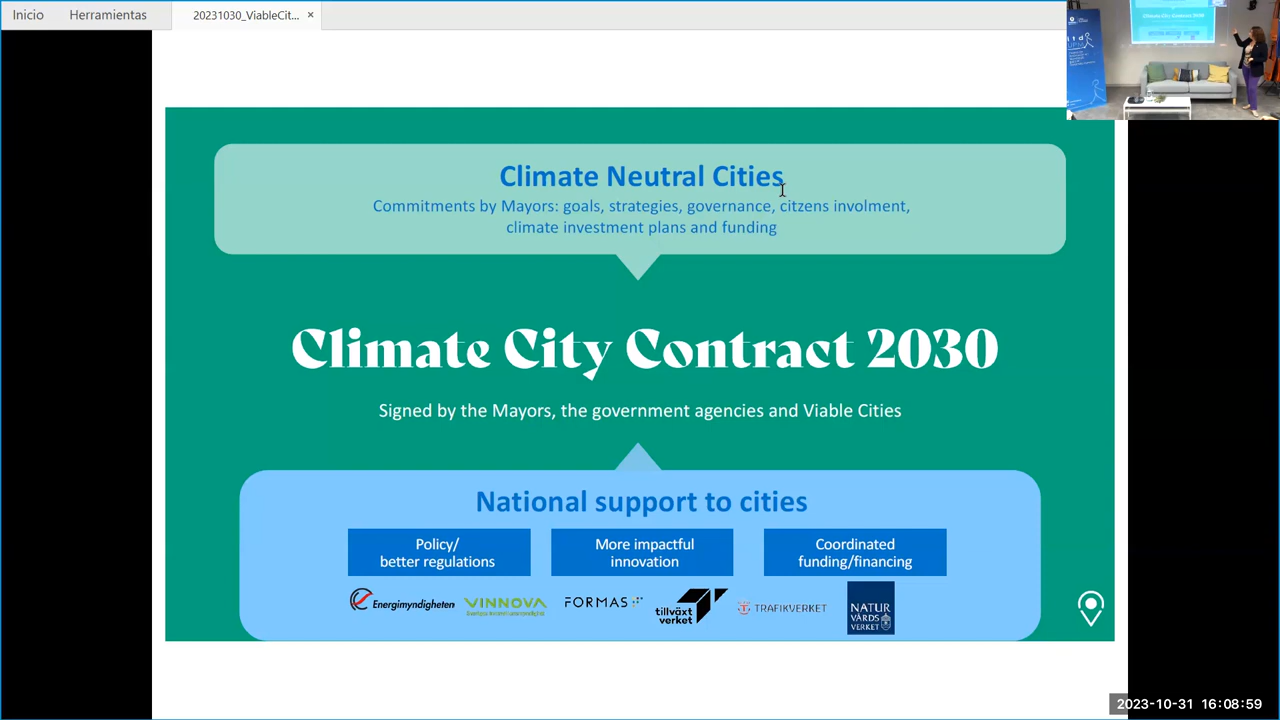 Inicio
Herramientas
20231030_ViableCit... ×
Climate Neutral Cities
Commitments by Mayors: goals, strategies, governance, citzens involment,
climate investment plans and funding
Climate City Contract 2030
Signed by the Mayors, the government agencies and Viable Cities
National support to cities
Policy/
better regulations
More impactful
innovation
Coordinated
funding/financing
Energimyndigheten
VINNOVA
Sveriges innovationsmyndighet
FORMAS
tillväxt
verket
TRAFIKVERKET
NATUR
VÅRDS
VERKET
2023-10-31 16:08:59